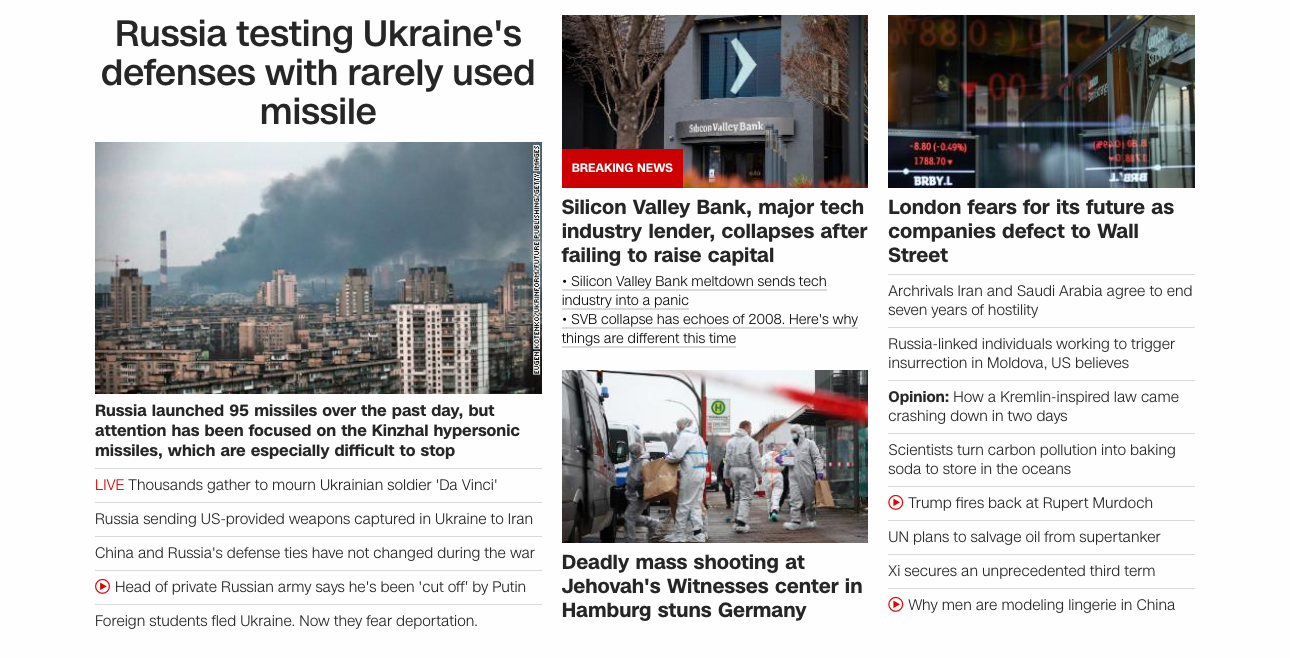 Russia testing Ukraine's
defenses with rarely used
missile
EUGEN KOTENKO/UKRINFORM/FUTURE PUBLISHING/GETTY IMAGES
Russia launched 95 missiles over the past day, but
attention has been focused on the Kinzhal hypersonic
missiles, which are especially difficult to stop
LIVE Thousands gather to mourn Ukrainian soldier 'Da Vinci'
Russia sending US-provided weapons captured in Ukraine to Iran
China and Russia's defense ties have not changed during the war
Head of private Russian army says he's been 'cut off' by Putin
Foreign students fled Ukraine. Now they fear deportation.
Silicon Valley Bank
BREAKING NEWS
Silicon Valley Bank, major tech
industry lender, collapses after
failing to raise capital
• Silicon Valley Bank meltdown sends tech
industry into a panic
• SVB collapse has echoes of 2008. Here's why
things are different this time
H
Deadly mass shooting at
Jehovah's Witnesses center in
Hamburg stuns Germany
-8.80 (-0.49%)
1788.70 ▼
BRBY.L
London fears for its future as
companies defect to Wall
Street
Archrivals Iran and Saudi Arabia agree to end
seven years of hostility
Russia-linked individuals working to trigger
insurrection in Moldova, US believes
Opinion: How a Kremlin-inspired law came
crashing down in two days
Scientists turn carbon pollution into baking
soda to store in the oceans
Trump fires back at Rupert Murdoch
UN plans to salvage oil from supertanker
Xi secures an unprecedented third term
Why men are modeling lingerie in China